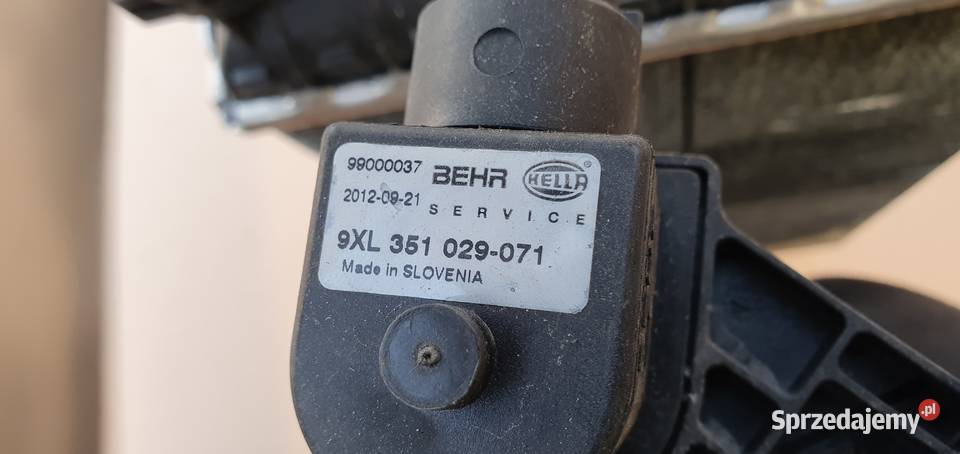 99000037 BEHR HELLA®
2012-09-21 SERVICE
9XL 351 029-071
Made in SLOVENIA
Sprzedajemy.pl